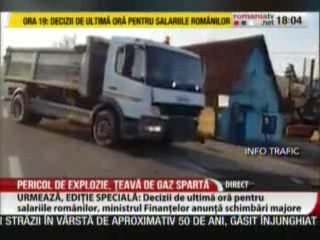 ORA 19: DECIZII DE ULTIMĂ ORĂ PENTRU SALARIILE ROMÂNILOR
romaniatv
.net
18:04
INFO TRAFIC
PERICOL DE EXPLOZIE, ȚEAVĂ DE GAZ SPARTĂ
DIRECT
URMEAZĂ, EDIȚIE SPECIALĂ: Decizii de ultimă oră pentru
salariile românilor, ministrul Finanțelor anunță schimbări majore
I STRĂZII ÎN VÂRSTĂ DE APROXIMATIV 50 DE ANI, GĂSIT ÎNJUNGHIAT